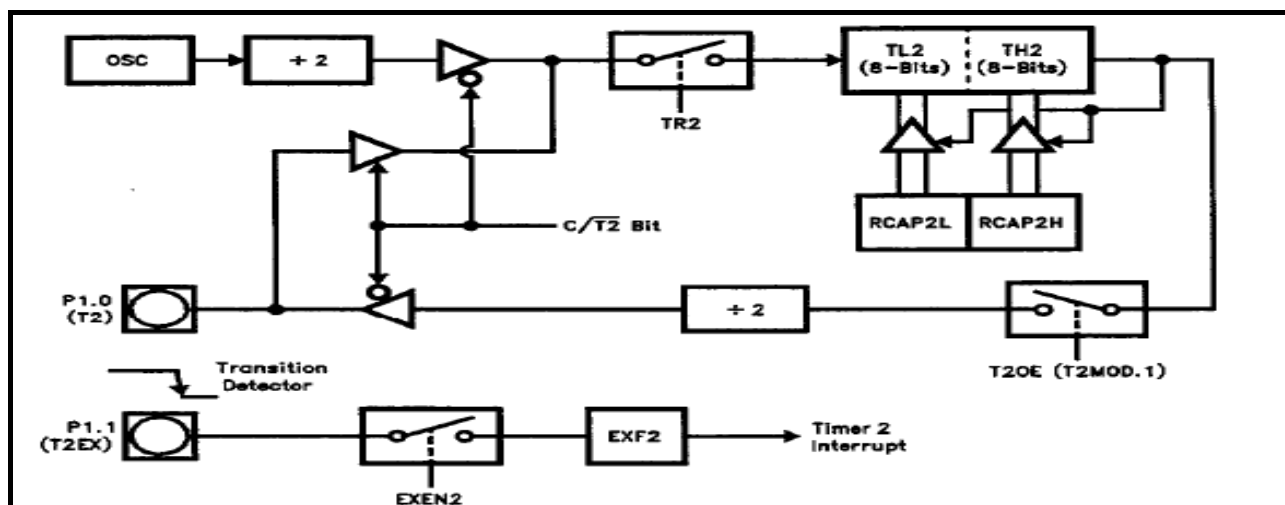 OSC
÷ 2
TR2
TL2
(8-Bits)
TH2
(8-Bits)
RCAP2L
RCAP2H
C/T2 Bit
P1.0
(T2)
÷ 2
T2OE (T2MOD.1)
Transition
Detector
P1.1
(T2EX)
EXEN2
EXF2
Timer 2
Interrupt